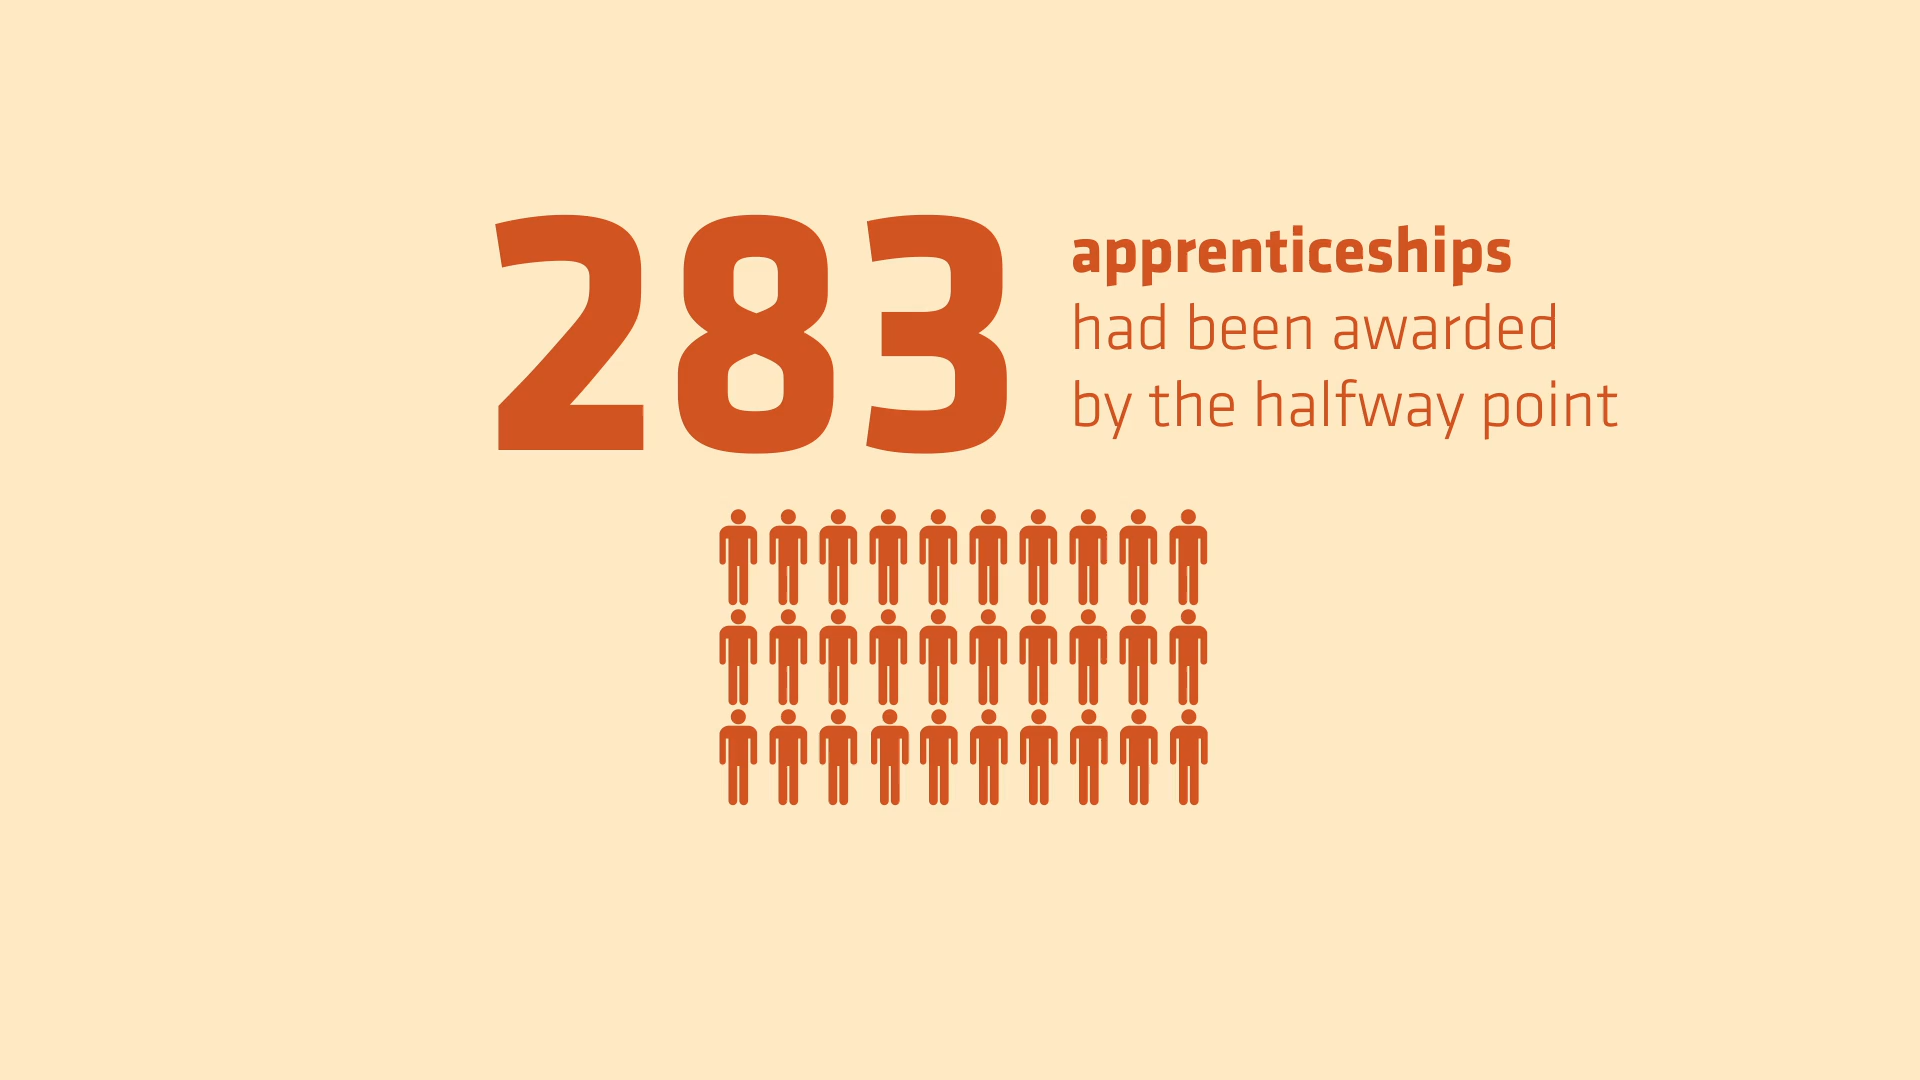 283
apprenticeships
had been awarded
by the halfway point